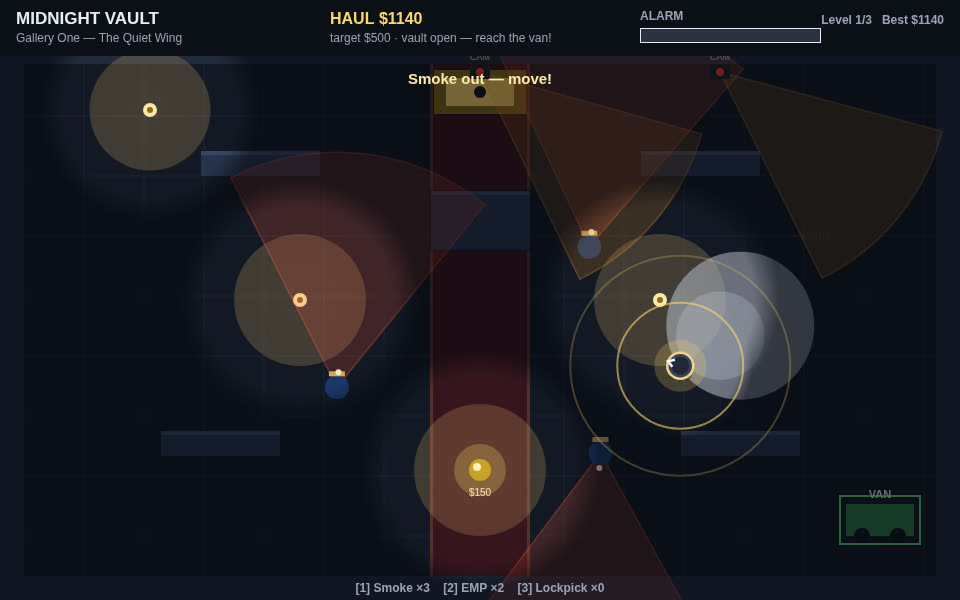 MIDNIGHT VAULT
Gallery One — The Quiet Wing
HAUL $1140
target $500 · vault open — reach the van!
ALARM
Level 1/3 Best $1140
CAM
CAM
Smoke out — move!
$150
VAN
[1] Smoke ×3 [2] EMP ×2 [3] Lockpick ×0